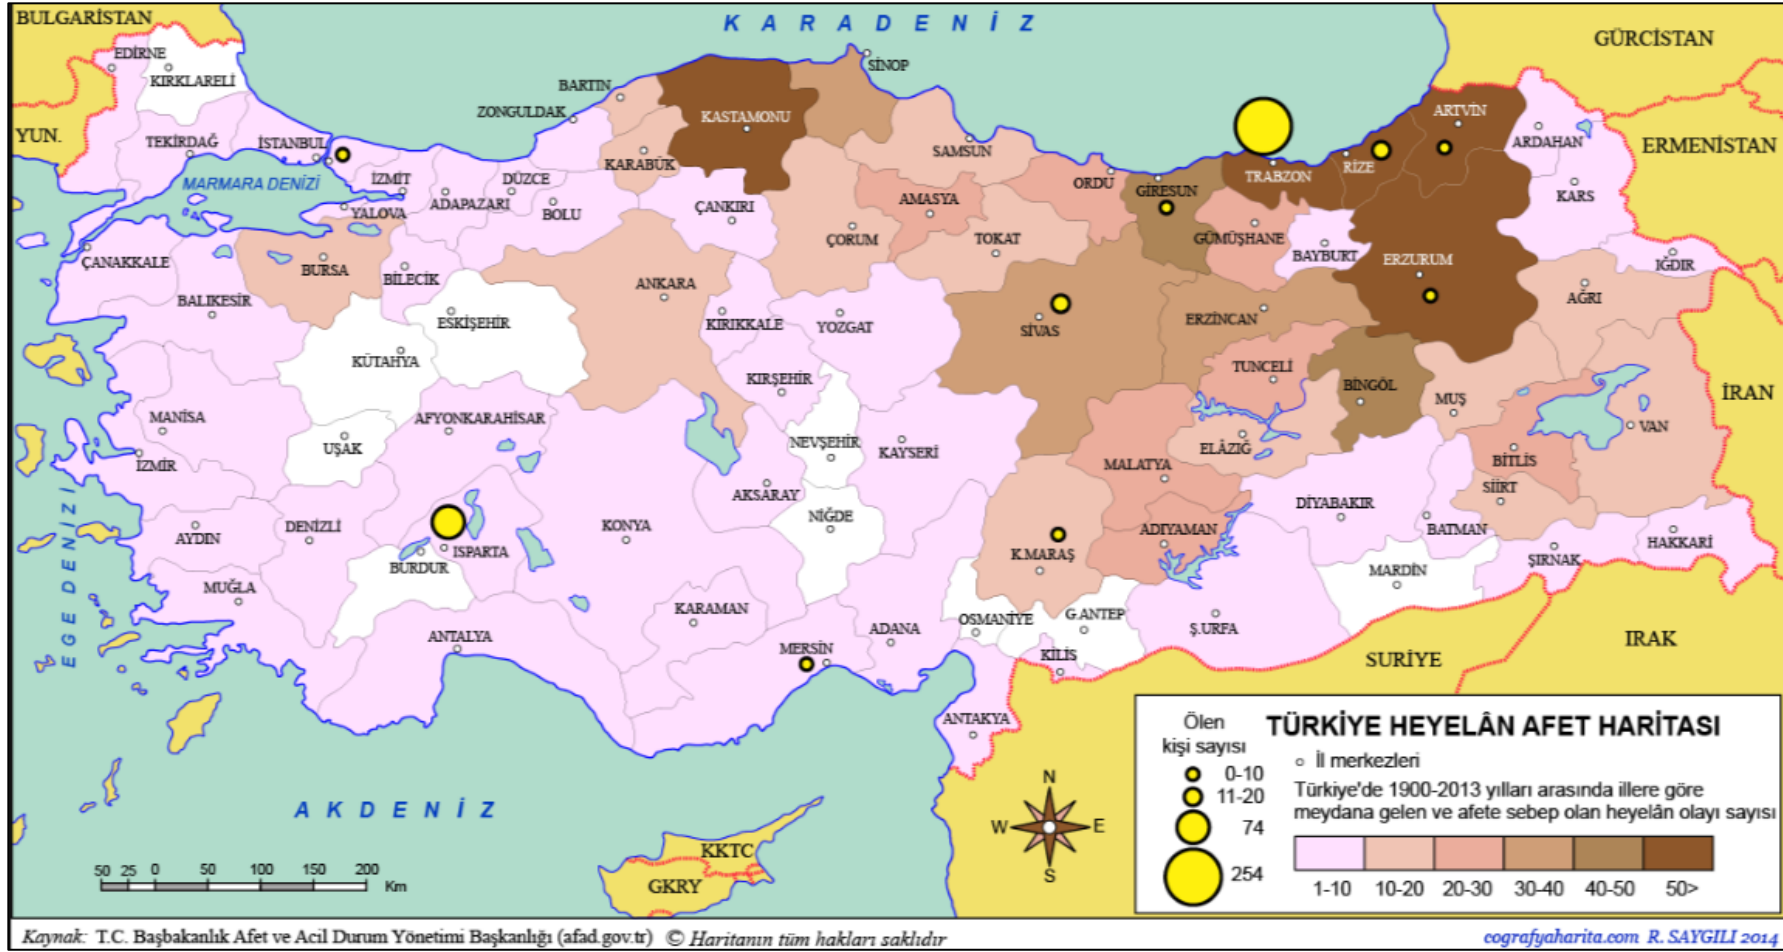 BULGARİSTAN
K A R A D E N İ Z
GÜRCİSTAN
EDİRNE
KIRKLARELİ
SİNOP
BARTIN
ZONGULDAK
KASTAMONU
ARTVİN
YUN.
TEKİRDAĞ
İSTANBUL
ARDAHAN
ERMENİSTAN
KARABÜK
SAMSUN
MARMARA DENİZİ
İZMİT
DÜZCE
ORDU
GİRESUN
TRABZON
RİZE
YALOVA
ADAPAZARI
BOLU
ÇANKIRI
AMASYA
KARS
ÇORUM
TOKAT
GÜMÜŞHANE
BAYBURT
ÇANAKKALE
BURSA
BİLECİK
ANKARA
ERZURUM
IĞDIR
BALIKESİR
ESKİŞEHİR
KIRIKKALE
YOZGAT
SİVAS
ERZİNCAN
AĞRI
KÜTAHYA
KIRŞEHİR
TUNCELİ
BİNGÖL
MUŞ
İRAN
MANİSA
AFYONKARAHİSAR
UŞAK
NEVŞEHİR
KAYSERİ
ELÂZIĞ
VAN
İZMİR
AKSARAY
MALATYA
BİTLİS
SİİRT
EGE DENİZİ
AYDIN
DENİZLİ
ISPARTA
KONYA
NİĞDE
K.MARAŞ
ADIYAMAN
DİYABAKIR
BATMAN
HAKKARİ
BURDUR
ŞIRNAK
MUĞLA
MARDİN
KARAMAN
OSMANİYE
G.ANTEP
ANTALYA
MERSİN
ADANA
Ş.URFA
KİLİS
SURİYE
IRAK
ANTAKYA
A K D E N İ Z
KKTC
GKRY
N
W E
S
50 25 0 50 100 150 200
Km
Ölen
kişi sayısı
0-10
11-20
74
254
TÜRKİYE HEYELÂN AFET HARİTASI
İl merkezleri
Türkiye'de 1900-2013 yılları arasında illere göre
meydana gelen ve afete sebep olan heyelân olayı sayısı
1-10 10-20 20-30 30-40 40-50 50>
Kaynak: T.C. Başbakanlık Afet ve Acil Durum Yönetimi Başkanlığı (afad.gov.tr) © Haritanın tüm hakları saklıdır
cografyaharita.com R. SAYGILI 2014